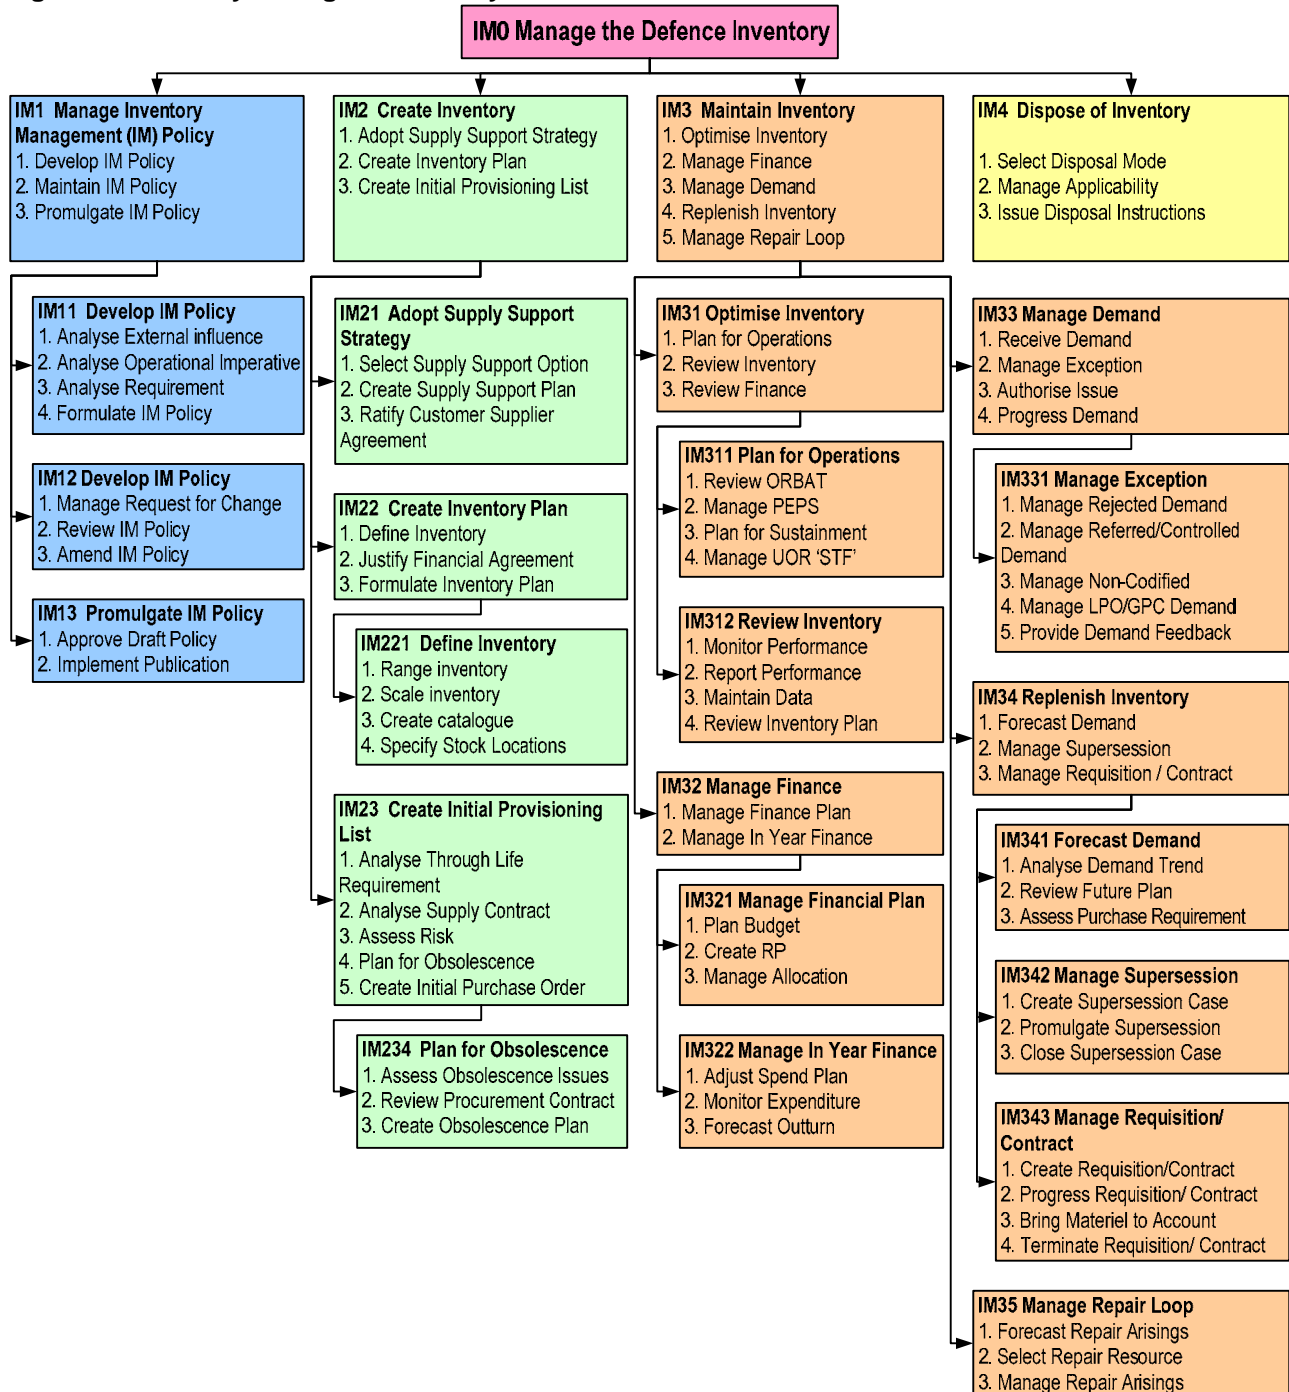 IM0 Manage the Defence Inventory
IM1 Manage Inventory
Management (IM) Policy
1. Develop IM Policy
2. Maintain IM Policy
3. Promulgate IM Policy
IM2 Create Inventory
1. Adopt Supply Support Strategy
2. Create Inventory Plan
3. Create Initial Provisioning List
IM3 Maintain Inventory
1. Optimise Inventory
2. Manage Finance
3. Manage Demand
4. Replenish Inventory
5. Manage Repair Loop
IM4 Dispose of Inventory
1. Select Disposal Mode
2. Manage Applicability
3. Issue Disposal Instructions
IM11 Develop IM Policy
1. Analyse External influence
2. Analyse Operational Imperative
3. Analyse Requirement
4. Formulate IM Policy
IM12 Develop IM Policy
1. Manage Request for Change
2. Review IM Policy
3. Amend IM Policy
IM13 Promulgate IM Policy
1. Approve Draft Policy
2. Implement Publication
IM21 Adopt Supply Support
Strategy
1. Select Supply Support Option
2. Create Supply Support Plan
3. Ratify Customer Supplier
Agreement
IM22 Create Inventory Plan
1. Define Inventory
2. Justify Financial Agreement
3. Formulate Inventory Plan
IM221 Define Inventory
1. Range inventory
2. Scale inventory
3. Create catalogue
4. Specify Stock Locations
IM23 Create Initial Provisioning
List
1. Analyse Through Life
Requirement
2. Analyse Supply Contract
3. Assess Risk
4. Plan for Obsolescence
5. Create Initial Purchase Order
IM234 Plan for Obsolescence
1. Assess Obsolescence Issues
2. Review Procurement Contract
3. Create Obsolescence Plan
IM31 Optimise Inventory
1. Plan for Operations
2. Review Inventory
3. Review Finance
IM311 Plan for Operations
1. Review ORBAT
2. Manage PEPS
3. Plan for Sustainment
4. Manage UOR 'STF'
IM312 Review Inventory
1. Monitor Performance
2. Report Performance
3. Maintain Data
4. Review Inventory Plan
IM32 Manage Finance
1. Manage Finance Plan
2. Manage In Year Finance
IM321 Manage Financial Plan
1. Plan Budget
2. Create RP
3. Manage Allocation
IM322 Manage In Year Finance
1. Adjust Spend Plan
2. Monitor Expenditure
3. Forecast Outturn
IM33 Manage Demand
1. Receive Demand
2. Manage Exception
3. Authorise Issue
4. Progress Demand
IM331 Manage Exception
1. Manage Rejected Demand
2. Manage Referred/Controlled
Demand
3. Manage Non-Codified
4. Manage LPO/GPC Demand
5. Provide Demand Feedback
IM34 Replenish Inventory
1. Forecast Demand
2. Manage Supersession
3. Manage Requisition / Contract
IM341 Forecast Demand
1. Analyse Demand Trend
2. Review Future Plan
3. Assess Purchase Requirement
IM342 Manage Supersession
1. Create Supersession Case
2. Promulgate Supersession
3. Close Supersession Case
IM343 Manage Requisition/
Contract
1. Create Requisition/Contract
2. Progress Requisition/ Contract
3. Bring Materiel to Account
4. Terminate Requisition/ Contract
IM35 Manage Repair Loop
1. Forecast Repair Arisings
2. Select Repair Resource
3. Manage Repair Arisings